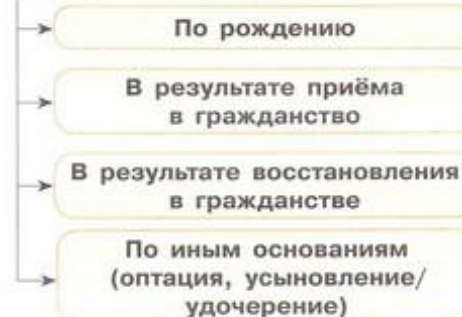 По рождению
В результате приёма
в гражданство
В результате восстановления
в гражданстве
По иным основаниям
(оптация, усыновление/
удочерение)